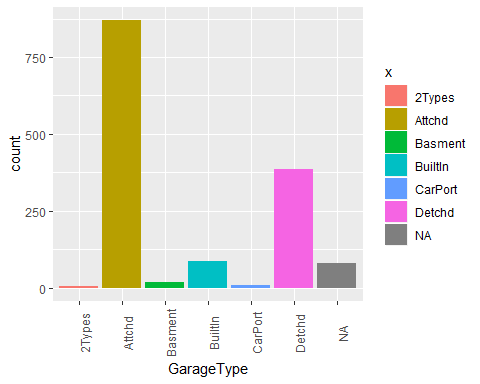 750
500
250
0
count
2Types
Attchd
Basment
BuiltIn
CarPort
Detchd
NA
GarageType
x
2Types
Attchd
Basment
BuiltIn
CarPort
Detchd
NA